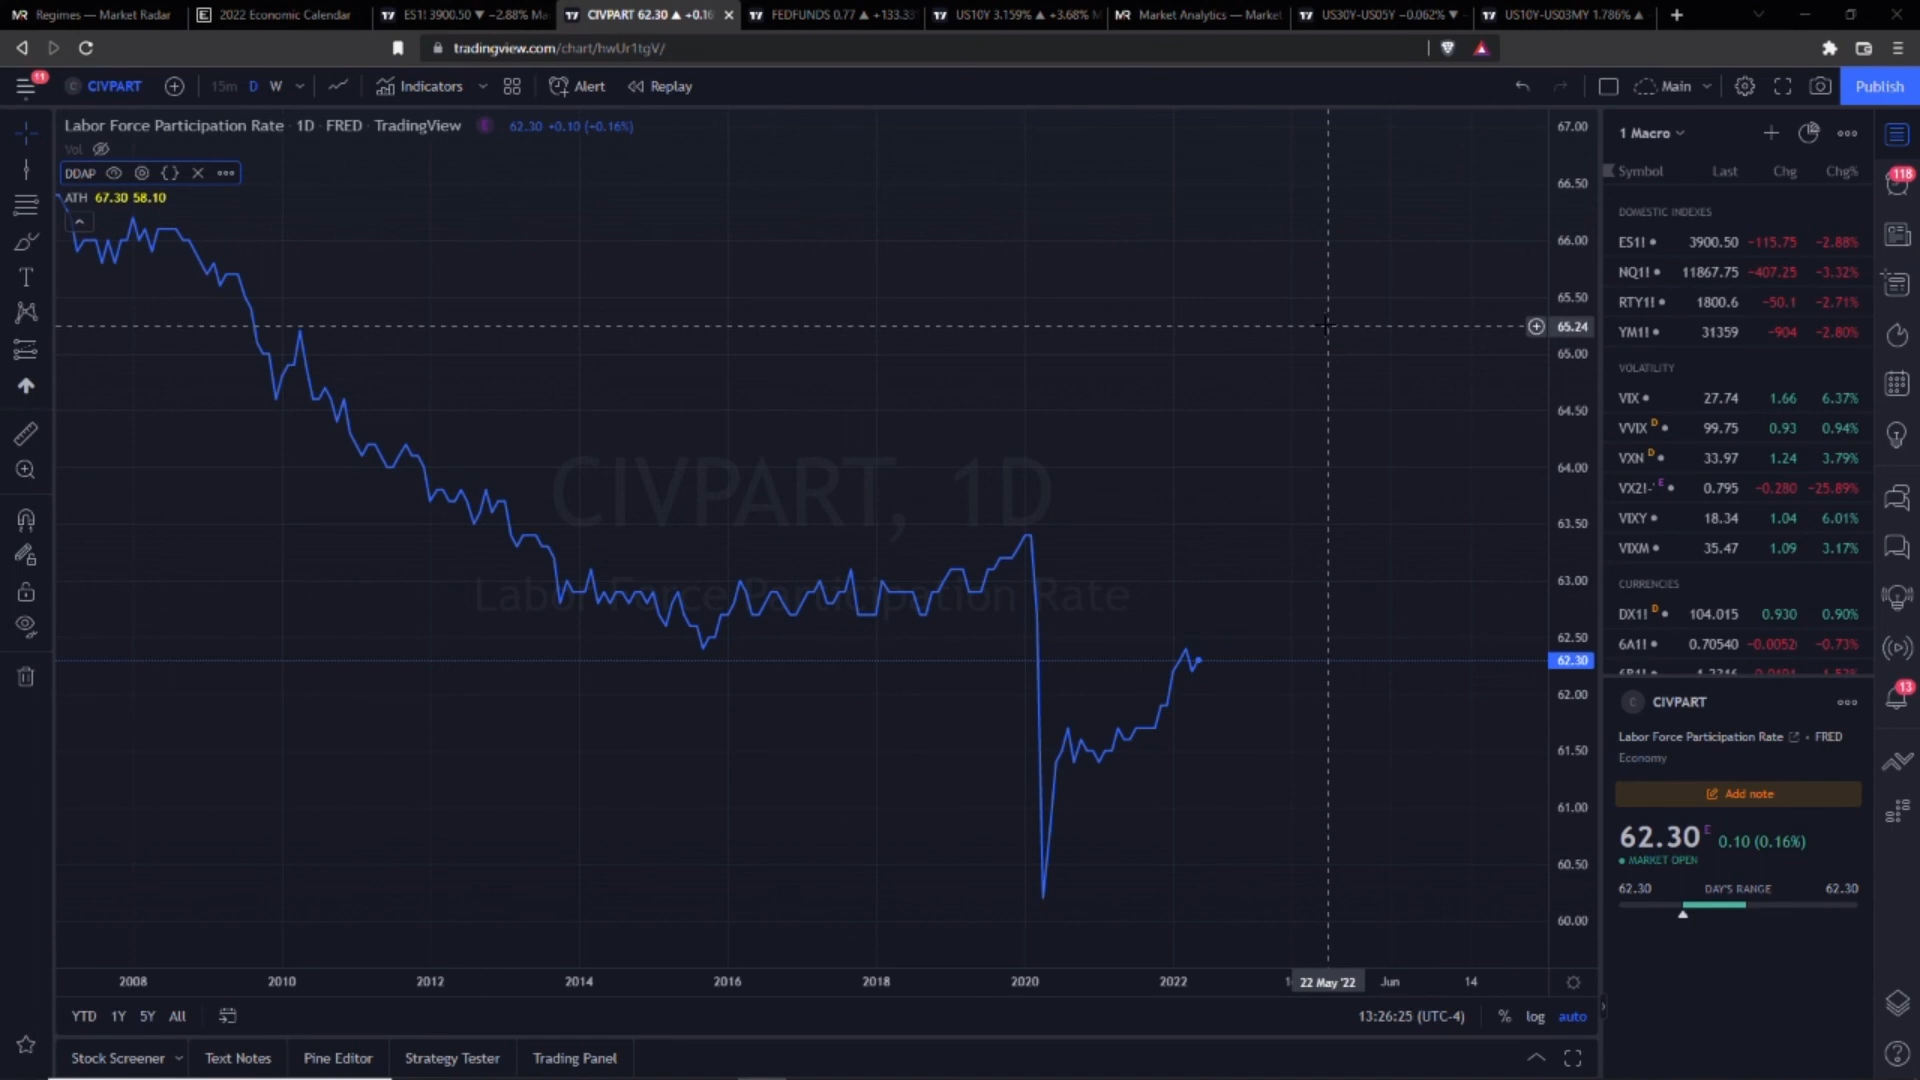 Regimes — Market Radar
2022 Economic Calendar
ES1! 3900.50 ▼ −2.88% Ma
CIVPART 62.30 ▲ +0.16
FEDFUNDS 0.77 ▲ +133.33
US10Y 3.159% ▲ +3.68% M
Market Analytics — Market
US30Y-US05Y −0.062% ▼
US10Y-US03MY 1.786% ▲
tradingview.com/chart/hwUr1tgV/
11
CIVPART
15m D W
Indicators
Alert
Replay
Main
Publish
Labor Force Participation Rate · 1D · FRED · TradingView
E
62.30 +0.10 (+0.16%)
Vol
DDAP
ATH 67.30 58.10
CIVPART, 1D
Labor Force Participation Rate
67.00
66.50
66.00
65.50
65.24
65.00
64.50
64.00
63.50
63.00
62.50
62.30
62.00
61.50
61.00
60.50
60.00
2008 2010 2012 2014 2016 2018 2020 2022 22 May '22 Jun 14
YTD 1Y 5Y All
13:26:25 (UTC-4)
% log auto
Stock Screener
Text Notes
Pine Editor
Strategy Tester
Trading Panel
1 Macro
Symbol Last Chg Chg%
DOMESTIC INDEXES
ES1! 3900.50 −115.75 −2.88%
NQ1! 11867.75 −407.25 −3.32%
RTY1! 1800.6 −50.1 −2.71%
YM1! 31359 −904 −2.80%
VOLATILITY
VIX 27.74 1.66 6.37%
VVIX D 99.75 0.93 0.94%
VXN D 33.97 1.24 3.79%
VX2!-' E 0.795 −0.280 −25.89%
VIXY 18.34 1.04 6.01%
VIXM 35.47 1.09 3.17%
CURRENCIES
DX1! D 104.015 0.930 0.90%
6A1! 0.70540 −0.0052 −0.73%
CIVPART
Labor Force Participation Rate · FRED
Economy
Add note
62.30 E 0.10 (0.16%)
MARKET OPEN
62.30 DAY'S RANGE 62.30
118
13